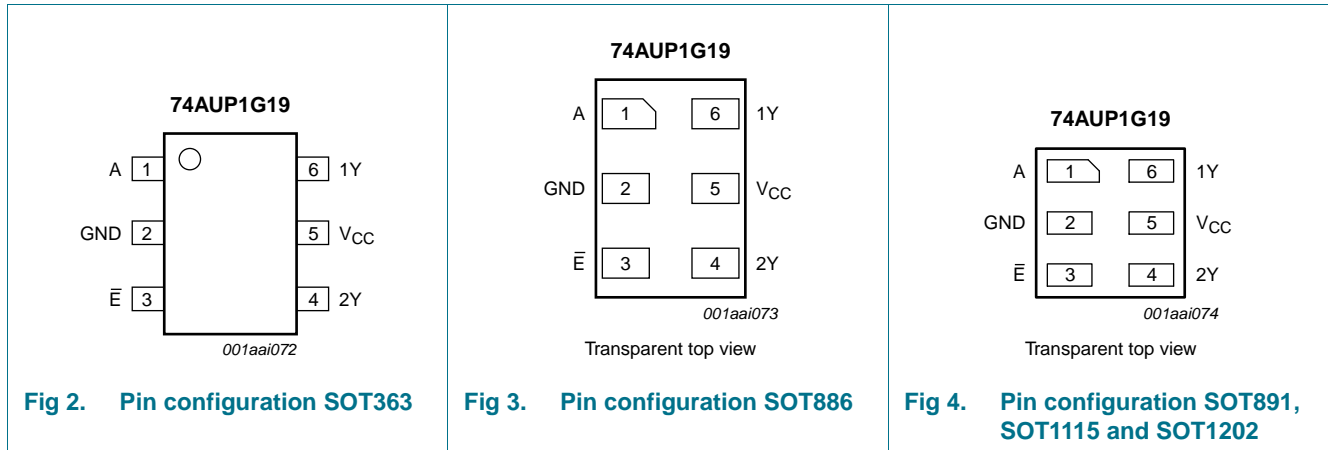 74AUP1G19
A 1 6 1Y
GND 2 5 VCC
E̅ 3 4 2Y
001aai072
Fig 2. Pin configuration SOT363
74AUP1G19
A 1 6 1Y
GND 2 5 VCC
E̅ 3 4 2Y
001aai073
Transparent top view
Fig 3. Pin configuration SOT886
74AUP1G19
A 1 6 1Y
GND 2 5 VCC
E̅ 3 4 2Y
001aai074
Transparent top view
Fig 4. Pin configuration SOT891,
SOT1115 and SOT1202